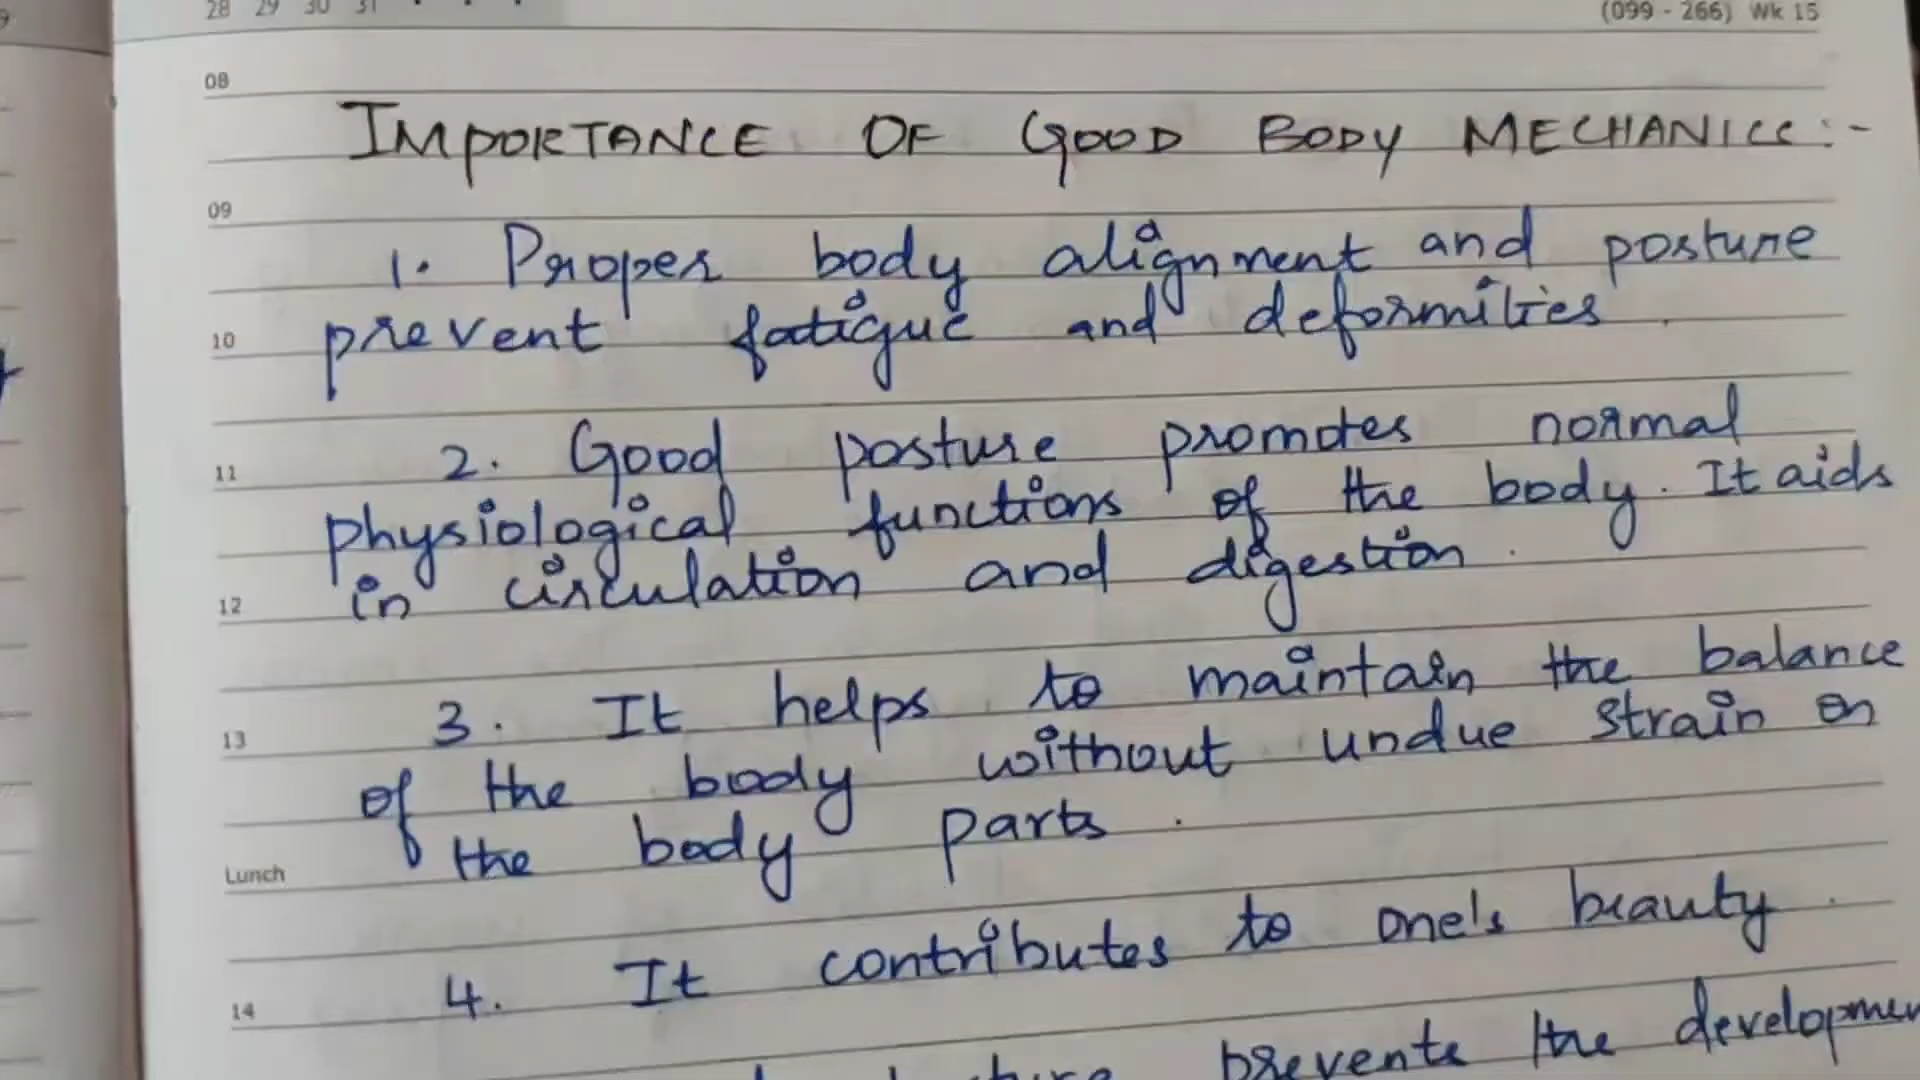 28 29 30 31
(099 - 266) Wk 15
08
IMPORTANCE OF GOOD BODY MECHANICS:-
09
1. Proper body alignment and posture
10 prevent fatigue and deformities.
11 2. Good posture promotes normal
physiological functions of the body. It aids
12 in circulation and digestion.
13 3. It helps to maintain the balance
of the body without undue strain on
Lunch the body parts.
14 4. It contributes to one's beauty.
prevents the